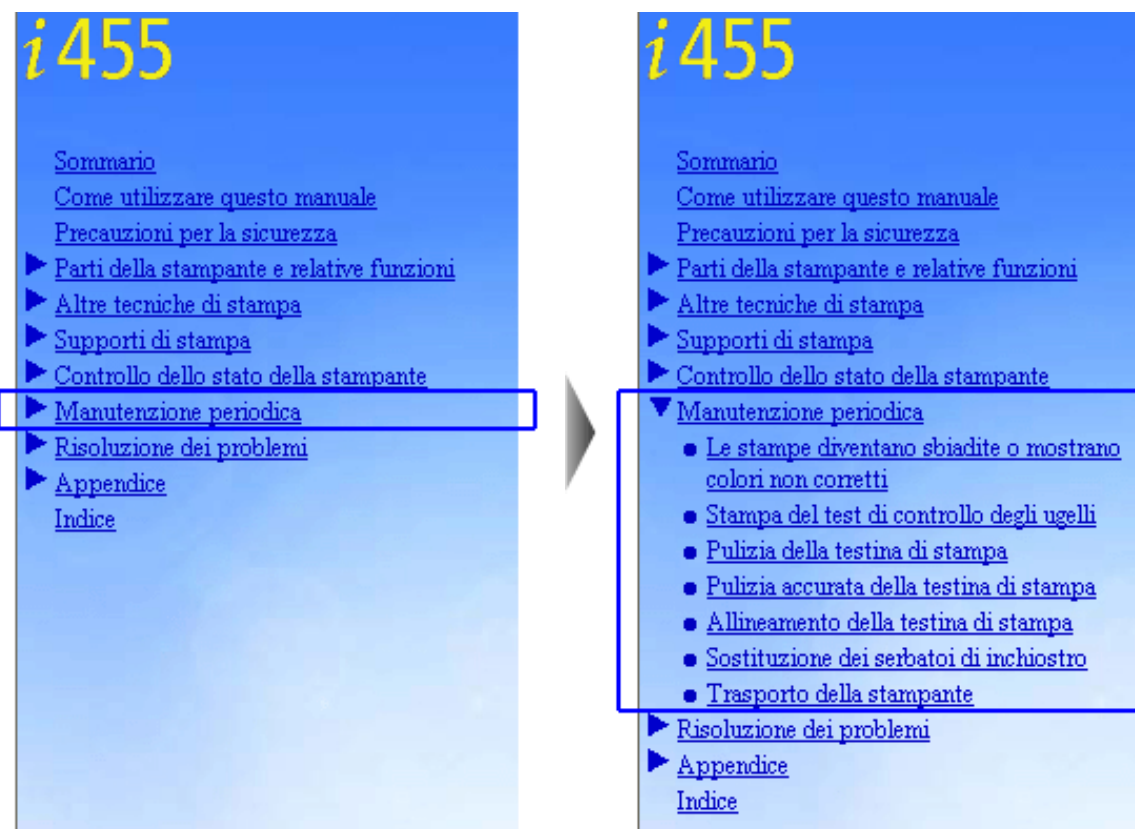 i455
Sommario
Come utilizzare questo manuale
Precauzioni per la sicurezza
Parti della stampante e relative funzioni
Altre tecniche di stampa
Supporti di stampa
Controllo dello stato della stampante
Manutenzione periodica
Risoluzione dei problemi
Appendice
Indice
i455
Sommario
Come utilizzare questo manuale
Precauzioni per la sicurezza
Parti della stampante e relative funzioni
Altre tecniche di stampa
Supporti di stampa
Controllo dello stato della stampante
Manutenzione periodica
Le stampe diventano sbiadite o mostrano
colori non corretti
Stampa del test di controllo degli ugelli
Pulizia della testina di stampa
Pulizia accurata della testina di stampa
Allineamento della testina di stampa
Sostituzione dei serbatoi di inchiostro
Trasporto della stampante
Risoluzione dei problemi
Appendice
Indice